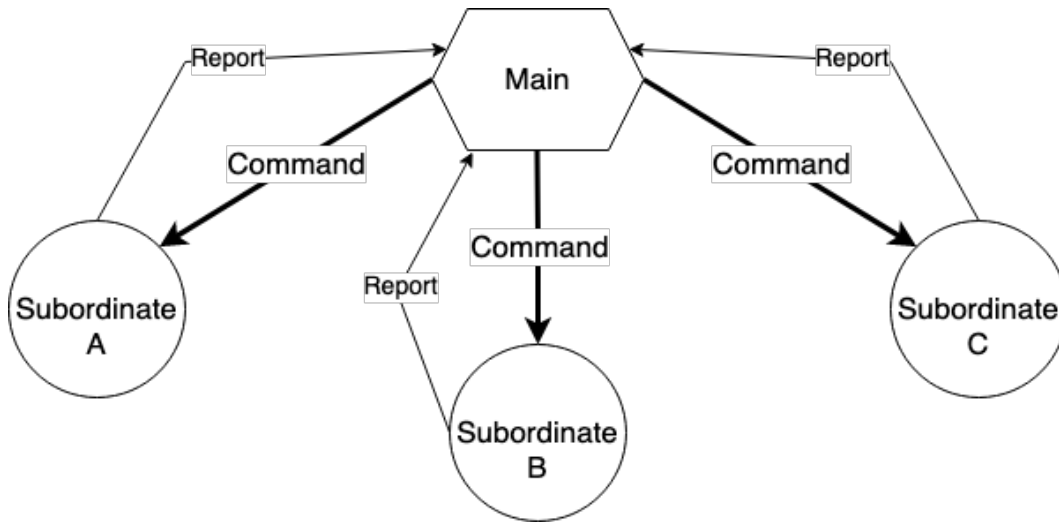 Report
Main
Report
Command
Command
Command
Report
Subordinate
A
Subordinate
B
Subordinate
C